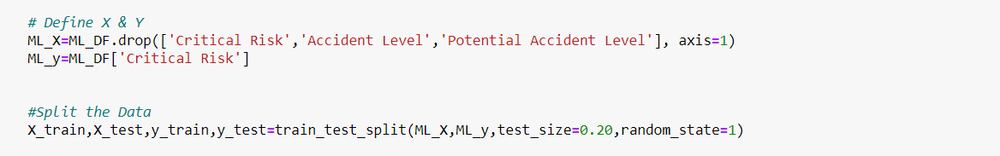 # Define X & Y
ML_X=ML_DF.drop(['Critical Risk','Accident Level','Potential Accident Level'], axis=1)
ML_y=ML_DF['Critical Risk']
#Split the Data
X_train,X_test,y_train,y_test=train_test_split(ML_X,ML_y,test_size=0.20,random_state=1)